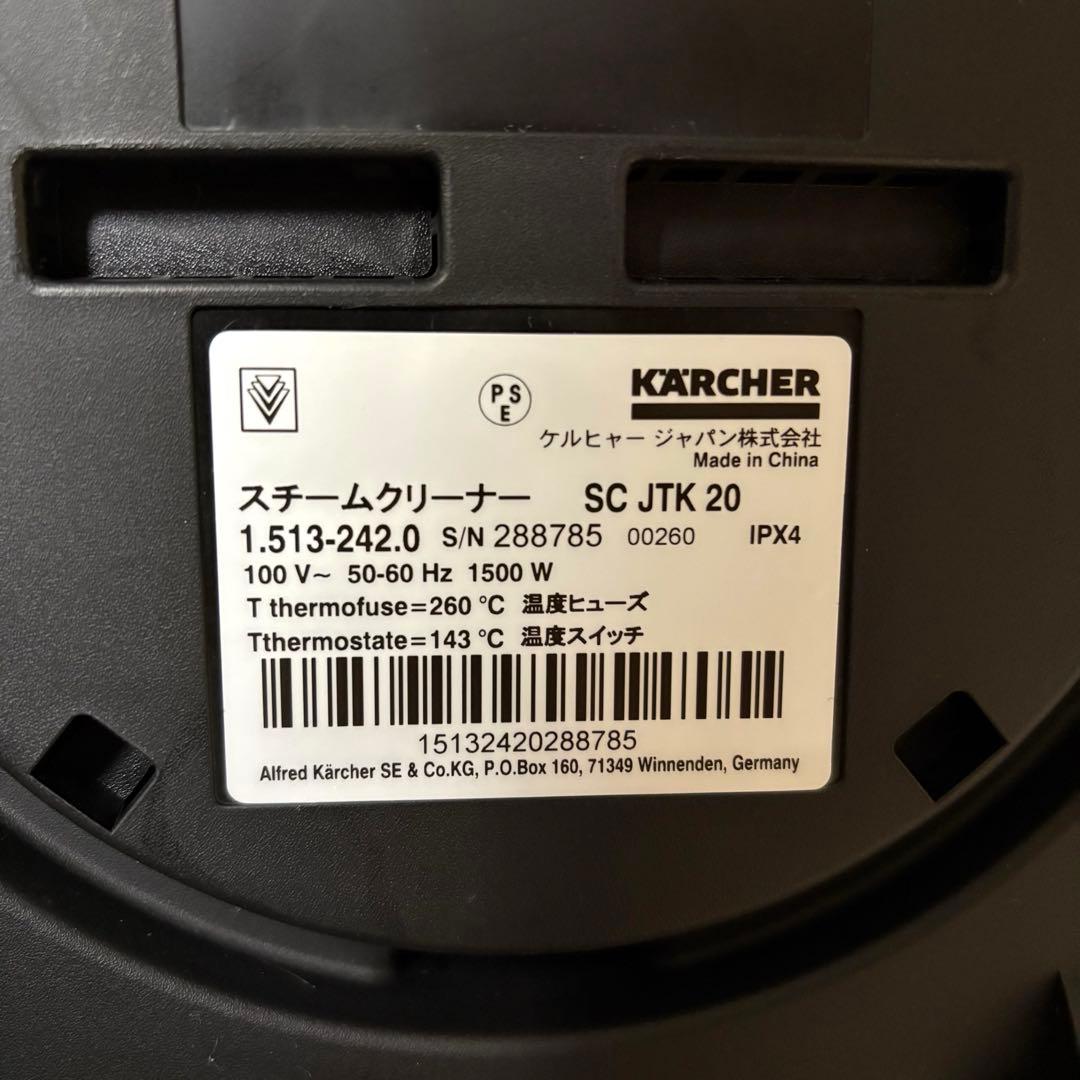 PSE
KÄRCHER
ケルヒャー ジャパン株式会社
Made in China
スチームクリーナー SC JTK 20
1.513-242.0 S/N 288785 00260 IPX4
100 V~ 50-60 Hz 1500 W
T thermofuse=260 °C 温度ヒューズ
Tthermostate=143 °C 温度スイッチ
15132420288785
Alfred Kärcher SE & Co.KG, P.O.Box 160, 71349 Winnenden, Germany